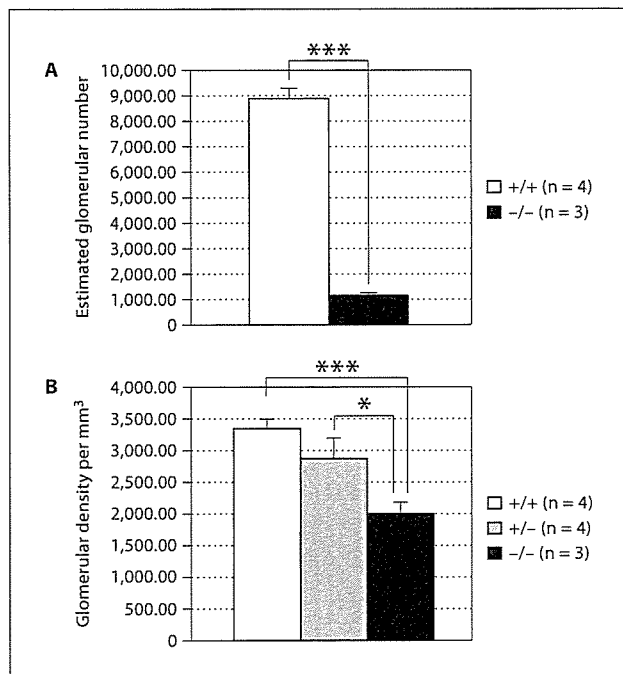 A
***
Estimated glomerular number
10,000.00
9,000.00
8,000.00
7,000.00
6,000.00
5,000.00
4,000.00
3,000.00
2,000.00
1,000.00
0
+/+ (n = 4)
–/– (n = 3)
B
***
*
Glomerular density per mm³
4,000.00
3,500.00
3,000.00
2,500.00
2,000.00
1,500.00
1,000.00
500.00
0
+/+ (n = 4)
+/– (n = 4)
–/– (n = 3)